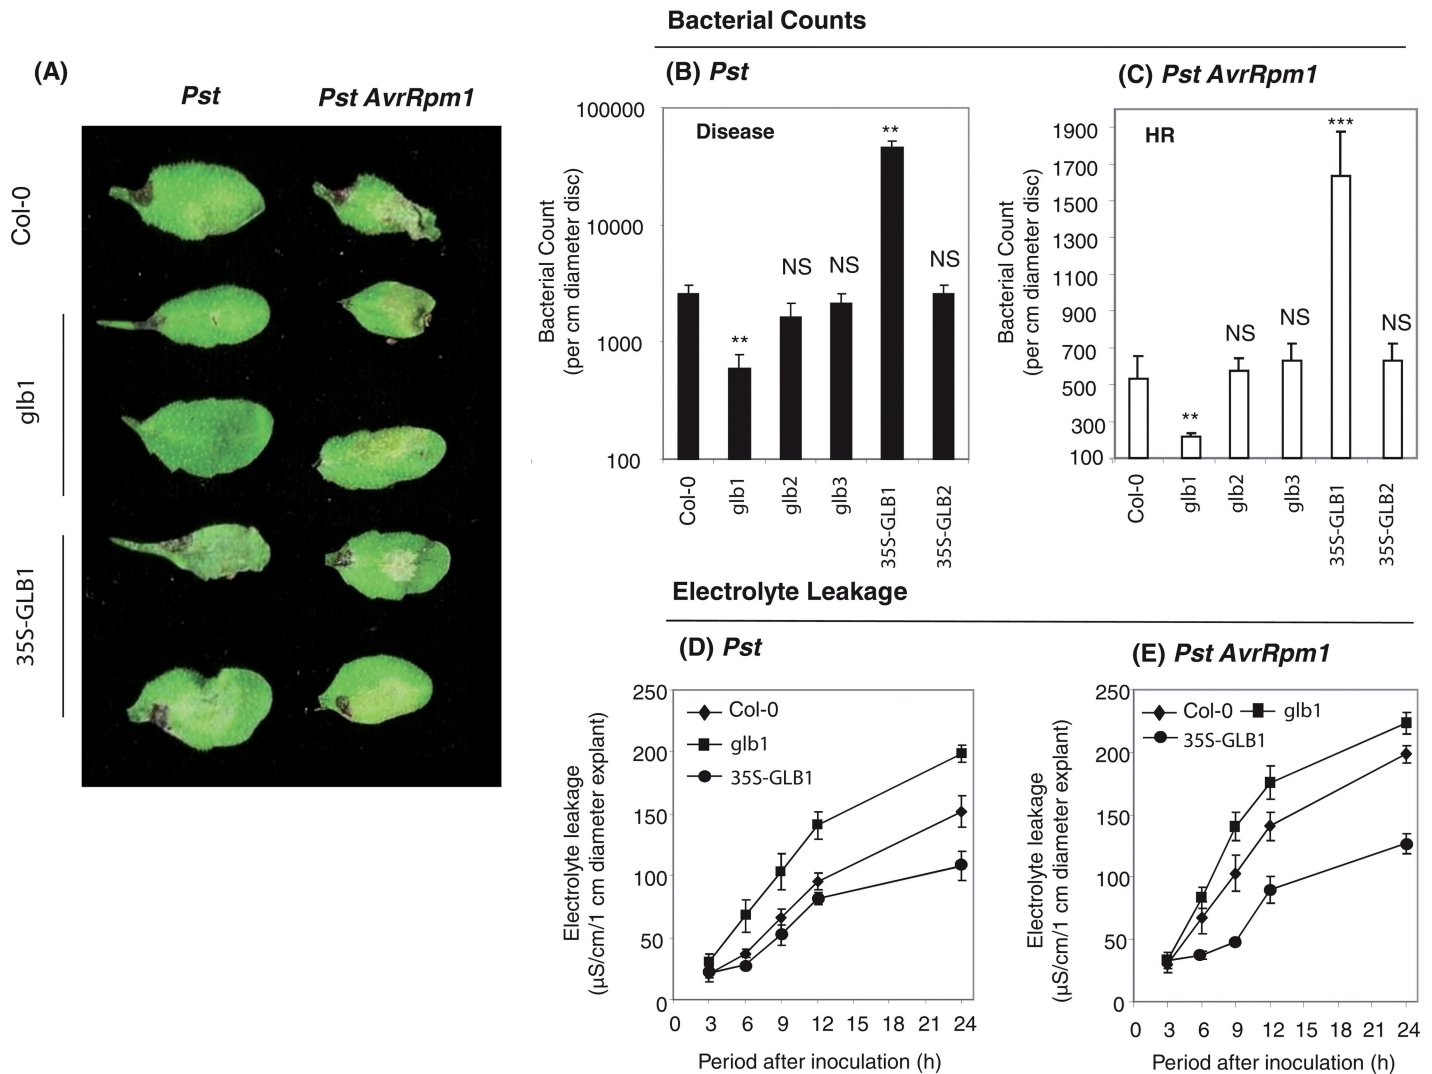 Bacterial Counts
(A)
Pst
Pst AvrRpm1
Col-0
glb1
35S-GLB1
(B) Pst
Disease
Bacterial Count
(per cm diameter disc)
100000
10000
1000
100
**
NS
NS
**
NS
Col-0
glb1
glb2
glb3
35S-GLB1
35S-GLB2
(C) Pst AvrRpm1
HR
Bacterial Count
(per cm diameter disc)
1900
1700
1500
1300
1100
900
700
500
300
100
**
NS
NS
***
NS
Col-0
glb1
glb2
glb3
35S-GLB1
35S-GLB2
Electrolyte Leakage
(D) Pst
Electrolyte leakage
(µS/cm/1 cm diameter explant)
250
200
150
100
50
0
Col-0
glb1
35S-GLB1
0 3 6 9 12 15 18 21 24
Period after inoculation (h)
(E) Pst AvrRpm1
Electrolyte leakage
(µS/cm/1 cm diameter explant)
250
200
150
100
50
0
Col-0 glb1
35S-GLB1
0 3 6 9 12 15 18 21 24
Period after inoculation (h)